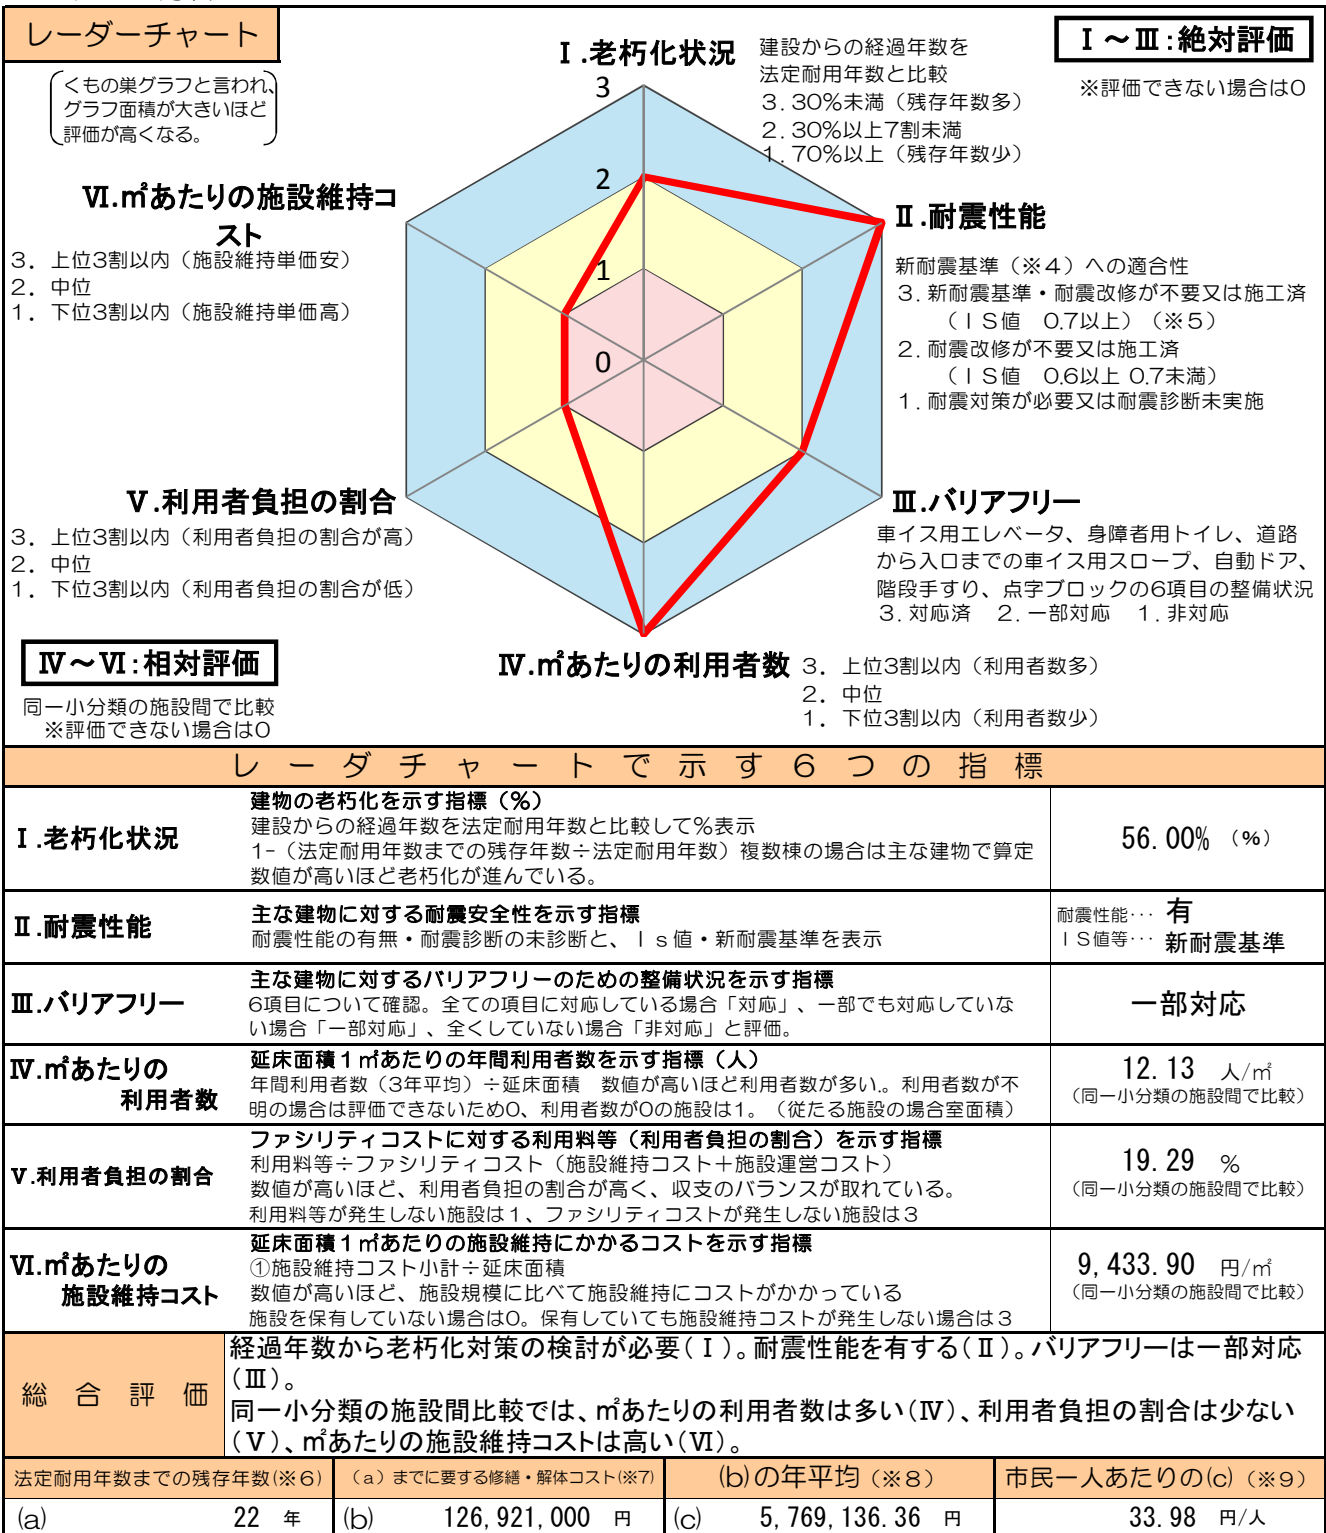 レーダーチャート
くもの巣グラフと言われ、
グラフ面積が大きいほど
評価が高くなる。
Ⅰ～Ⅲ:絶対評価
※評価できない場合は0
Ⅰ.老朽化状況
建設からの経過年数を
法定耐用年数と比較
3.30%未満（残存年数多）
2.30%以上7割未満
1.70%以上（残存年数少）
3
2
1
0
Ⅵ.㎡あたりの施設維持コ
スト
3. 上位3割以内（施設維持単価安）
2. 中位
1. 下位3割以内（施設維持単価高）
Ⅱ.耐震性能
新耐震基準（※4）への適合性
3.新耐震基準・耐震改修が不要又は施工済
（ＩＳ値　0.7以上）（※5）
2.耐震改修が不要又は施工済
（ＩＳ値　0.6以上 0.7未満）
1.耐震対策が必要又は耐震診断未実施
Ⅴ.利用者負担の割合
3. 上位3割以内（利用者負担の割合が高）
2. 中位
1. 下位3割以内（利用者負担の割合が低）
Ⅲ.バリアフリー
車イス用エレベータ、身障者用トイレ、道路
から入口までの車イス用スロープ、自動ドア、
階段手すり、点字ブロックの6項目の整備状況
3.対応済　2.一部対応　1.非対応
Ⅳ～Ⅵ:相対評価
同一小分類の施設間で比較
※評価できない場合は0
Ⅳ.㎡あたりの利用者数
3. 上位3割以内（利用者数多）
2. 中位
1. 下位3割以内（利用者数少）
レーダチャートで示す6つの指標
Ⅰ.老朽化状況
建物の老朽化を示す指標（%）
建設からの経過年数を法定耐用年数と比較して%表示
1-（法定耐用年数までの残存年数÷法定耐用年数）複数棟の場合は主な建物で算定
数値が高いほど老朽化が進んでいる。
56.00% （%）
Ⅱ.耐震性能
主な建物に対する耐震安全性を示す指標
耐震性能の有無・耐震診断の未診断と、Ｉｓ値・新耐震基準を表示
耐震性能… 有
ＩＳ値等… 新耐震基準
Ⅲ.バリアフリー
主な建物に対するバリアフリーのための整備状況を示す指標
6項目について確認。全ての項目に対応している場合「対応」、一部でも対応していな
い場合「一部対応」、全くしていない場合「非対応」と評価。
一部対応
Ⅳ.㎡あたりの
利用者数
延床面積１㎡あたりの年間利用者数を示す指標（人）
年間利用者数（3年平均）÷延床面積　数値が高いほど利用者数が多い。利用者数が不
明の場合は評価できないため0、利用者数が0の施設は1。（従たる施設の場合室面積）
12.13 人/㎡
（同一小分類の施設間で比較）
Ⅴ.利用者負担の割合
ファシリティコストに対する利用料等（利用者負担の割合）を示す指標
利用料等÷ファシリティコスト（施設維持コスト＋施設運営コスト）
数値が高いほど、利用者負担の割合が高く、収支のバランスが取れている。
利用料等が発生しない施設は１、ファシリティコストが発生しない施設は３
19.29 %
（同一小分類の施設間で比較）
Ⅵ.㎡あたりの
施設維持コスト
延床面積１㎡あたりの施設維持にかかるコストを示す指標
①施設維持コスト小計÷延床面積
数値が高いほど、施設規模に比べて施設維持にコストがかかっている
施設を保有していない場合は0。保有していても施設維持コストが発生しない場合は３
9,433.90 円/㎡
（同一小分類の施設間で比較）
総合評価
経過年数から老朽化対策の検討が必要(Ⅰ)。耐震性能を有する(Ⅱ)。バリアフリーは一部対応
(Ⅲ)。
同一小分類の施設間比較では、㎡あたりの利用者数は多い(Ⅳ)、利用者負担の割合は少ない
(Ⅴ)、㎡あたりの施設維持コストは高い(Ⅵ)。
法定耐用年数までの残存年数(※6)
（a）までに要する修繕・解体コスト(※7)
(b)の年平均（※8）
市民一人あたりの(c)（※9）
(a) 22 年
(b) 126,921,000 円
(c) 5,769,136.36 円
33.98 円/人